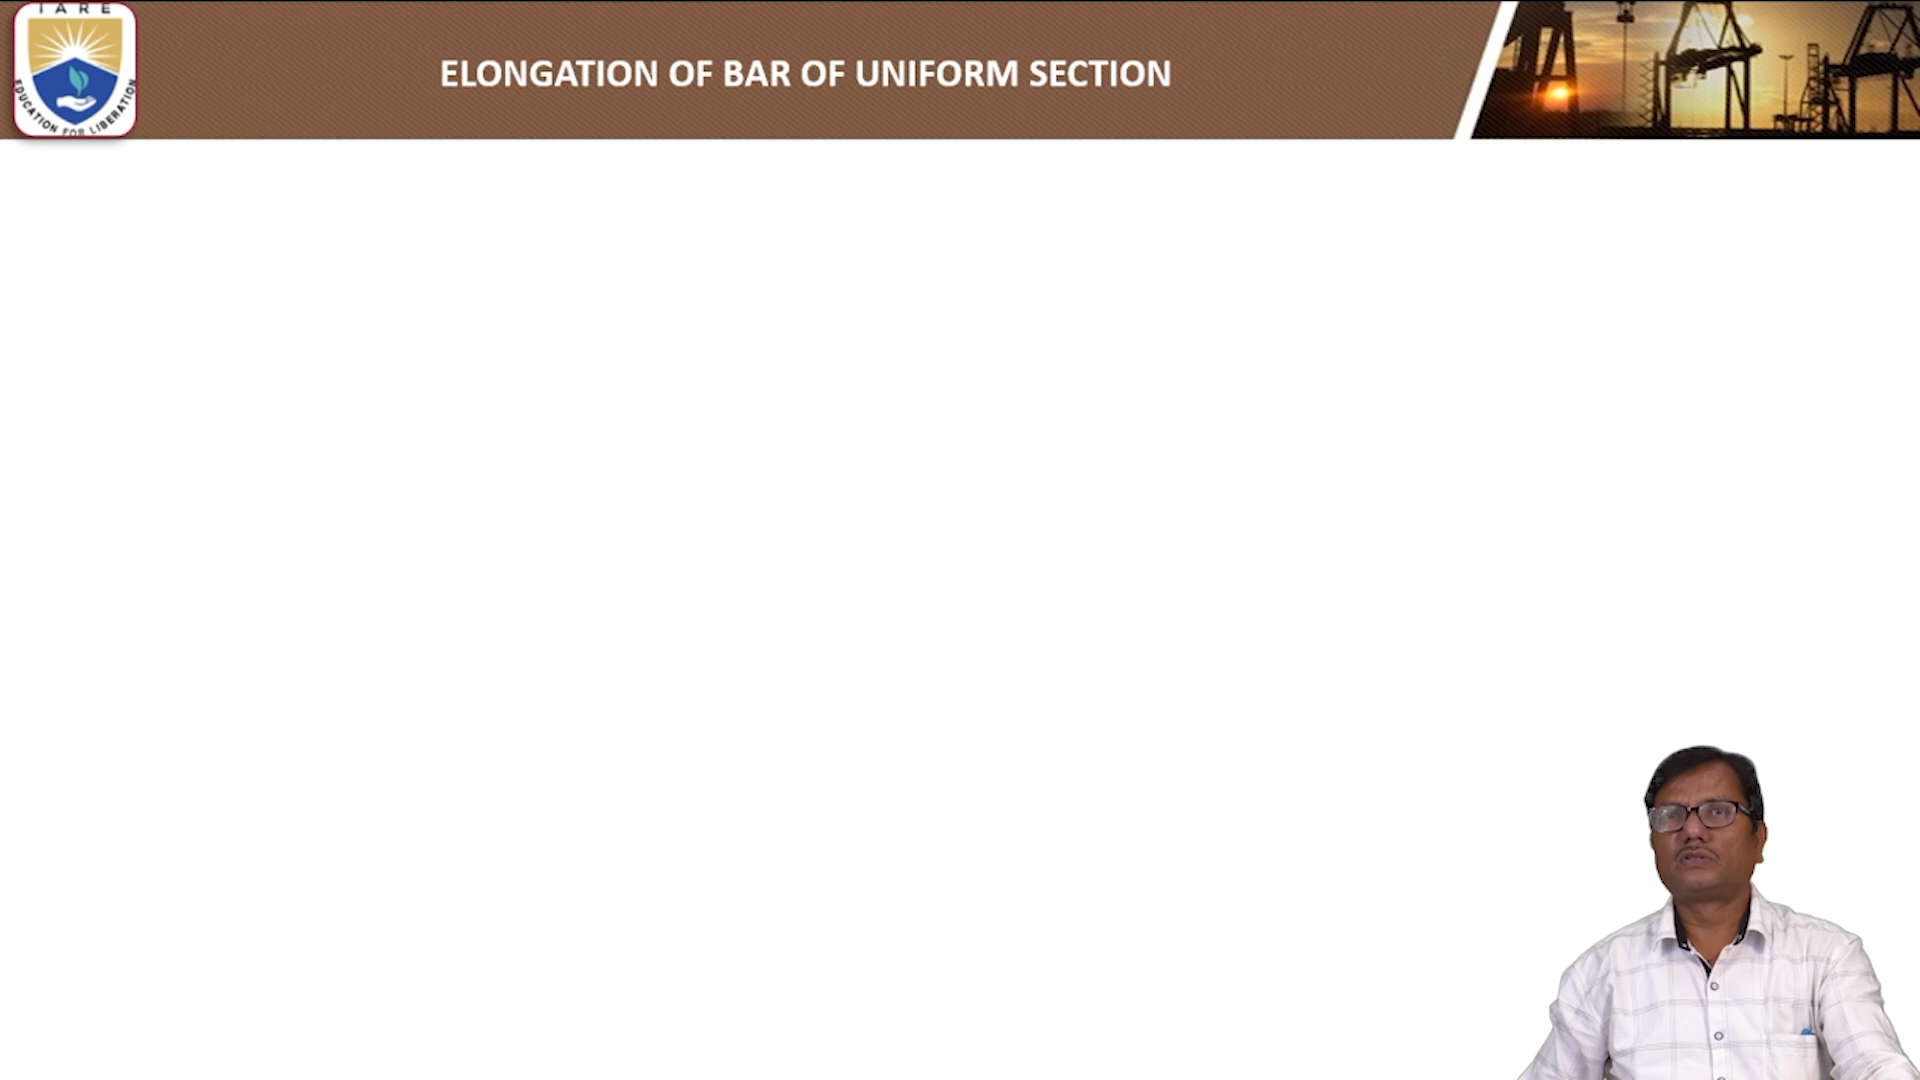 IARE
ELONGATION OF BAR OF UNIFORM SECTION
EDUCATION FOR LIBERATION